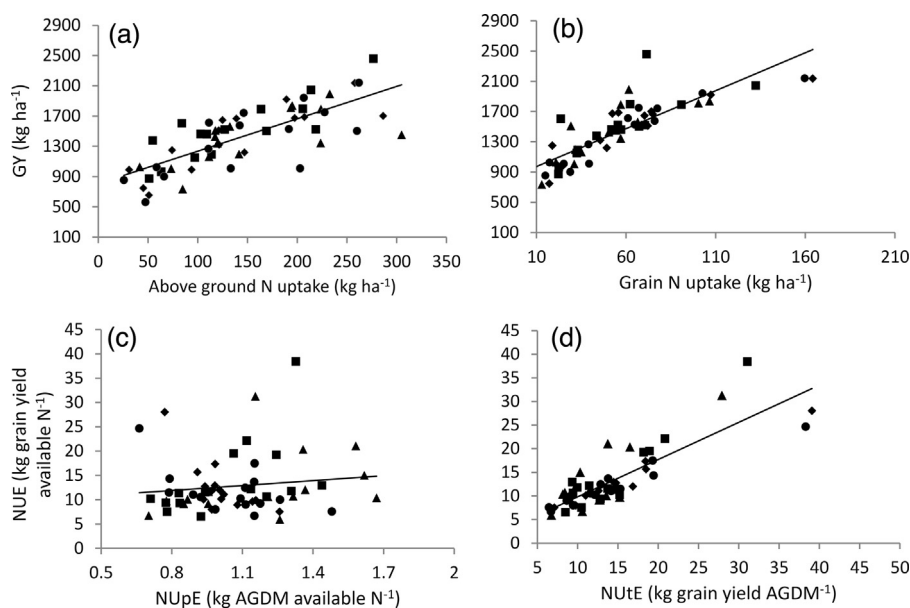 (a)
2900
2500
2100
1700
1300
900
500
100
GY (kg ha⁻¹)
0 50 100 150 200 250 300 350
Above ground N uptake (kg ha⁻¹)
(b)
2900
2500
2100
1700
1300
900
500
100
10 60 110 160 210
Grain N uptake (kg ha⁻¹)
(c)
45
40
35
30
25
20
15
10
5
0
NUE (kg grain yield
available N⁻¹)
0.5 0.8 1.1 1.4 1.7 2
NUpE (kg AGDM available N⁻¹)
(d)
45
40
35
30
25
20
15
10
5
0
5 10 15 20 25 30 35 40 45 50
NUtE (kg grain yield AGDM⁻¹)